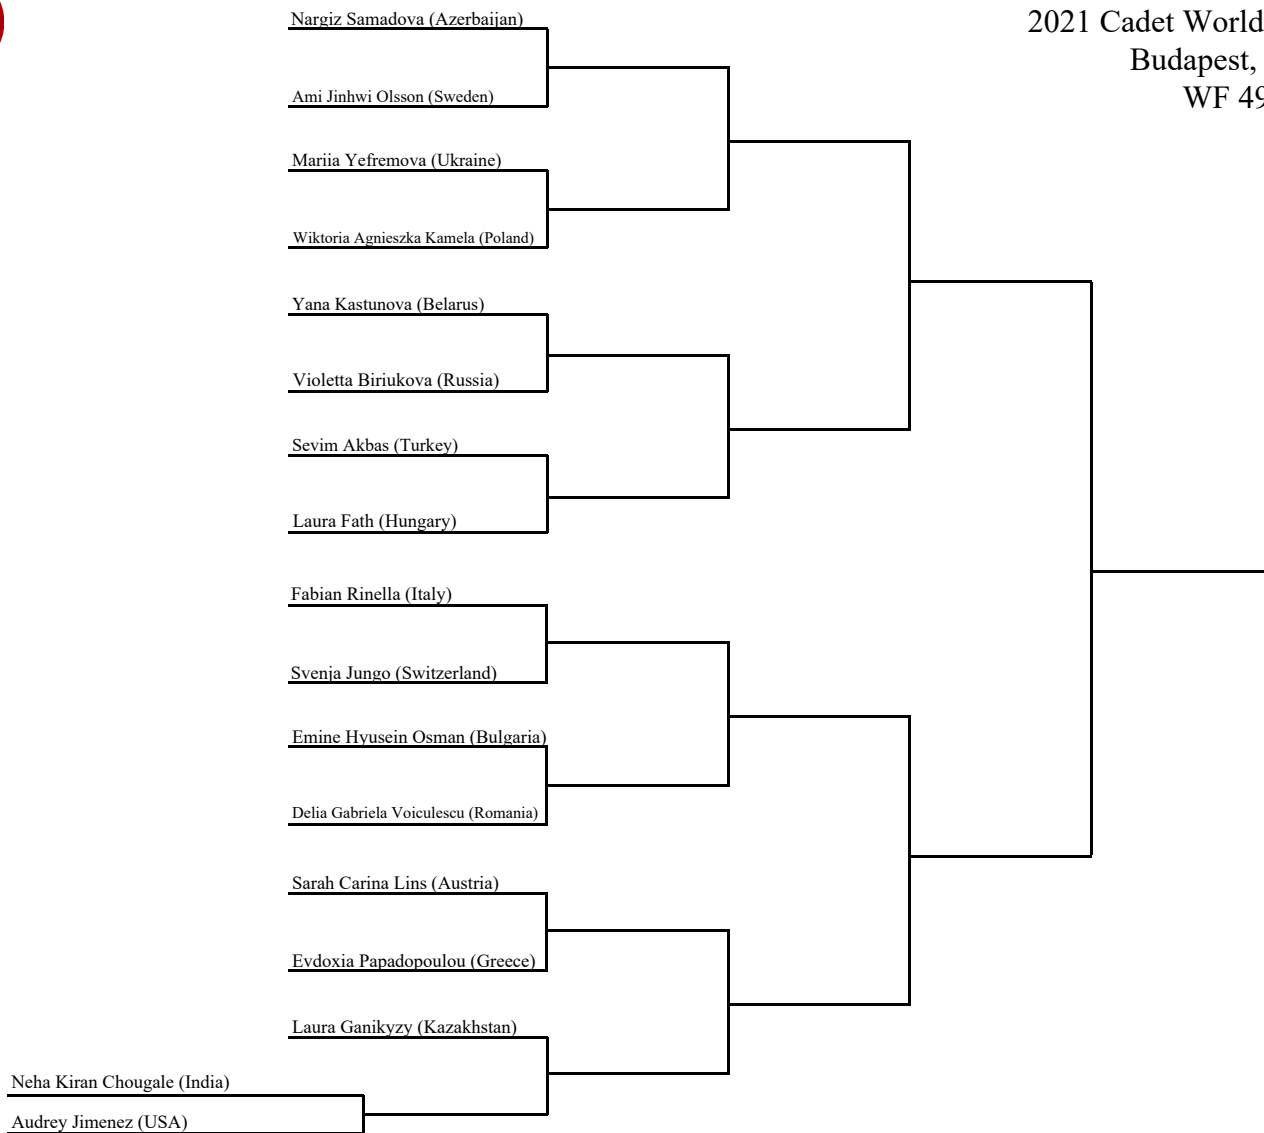 Nargiz Samadova (Azerbaijan)
2021 Cadet World
Budapest,
WF 49
Ami Jinhwi Olsson (Sweden)
Mariia Yefremova (Ukraine)
Wiktoria Agnieszka Kamela (Poland)
Yana Kastunova (Belarus)
Violetta Biriukova (Russia)
Sevim Akbas (Turkey)
Laura Fath (Hungary)
Fabian Rinella (Italy)
Svenja Jungo (Switzerland)
Emine Hyusein Osman (Bulgaria)
Delia Gabriela Voiculescu (Romania)
Sarah Carina Lins (Austria)
Evdoxia Papadopoulou (Greece)
Laura Ganikyzy (Kazakhstan)
Neha Kiran Chougale (India)
Audrey Jimenez (USA)